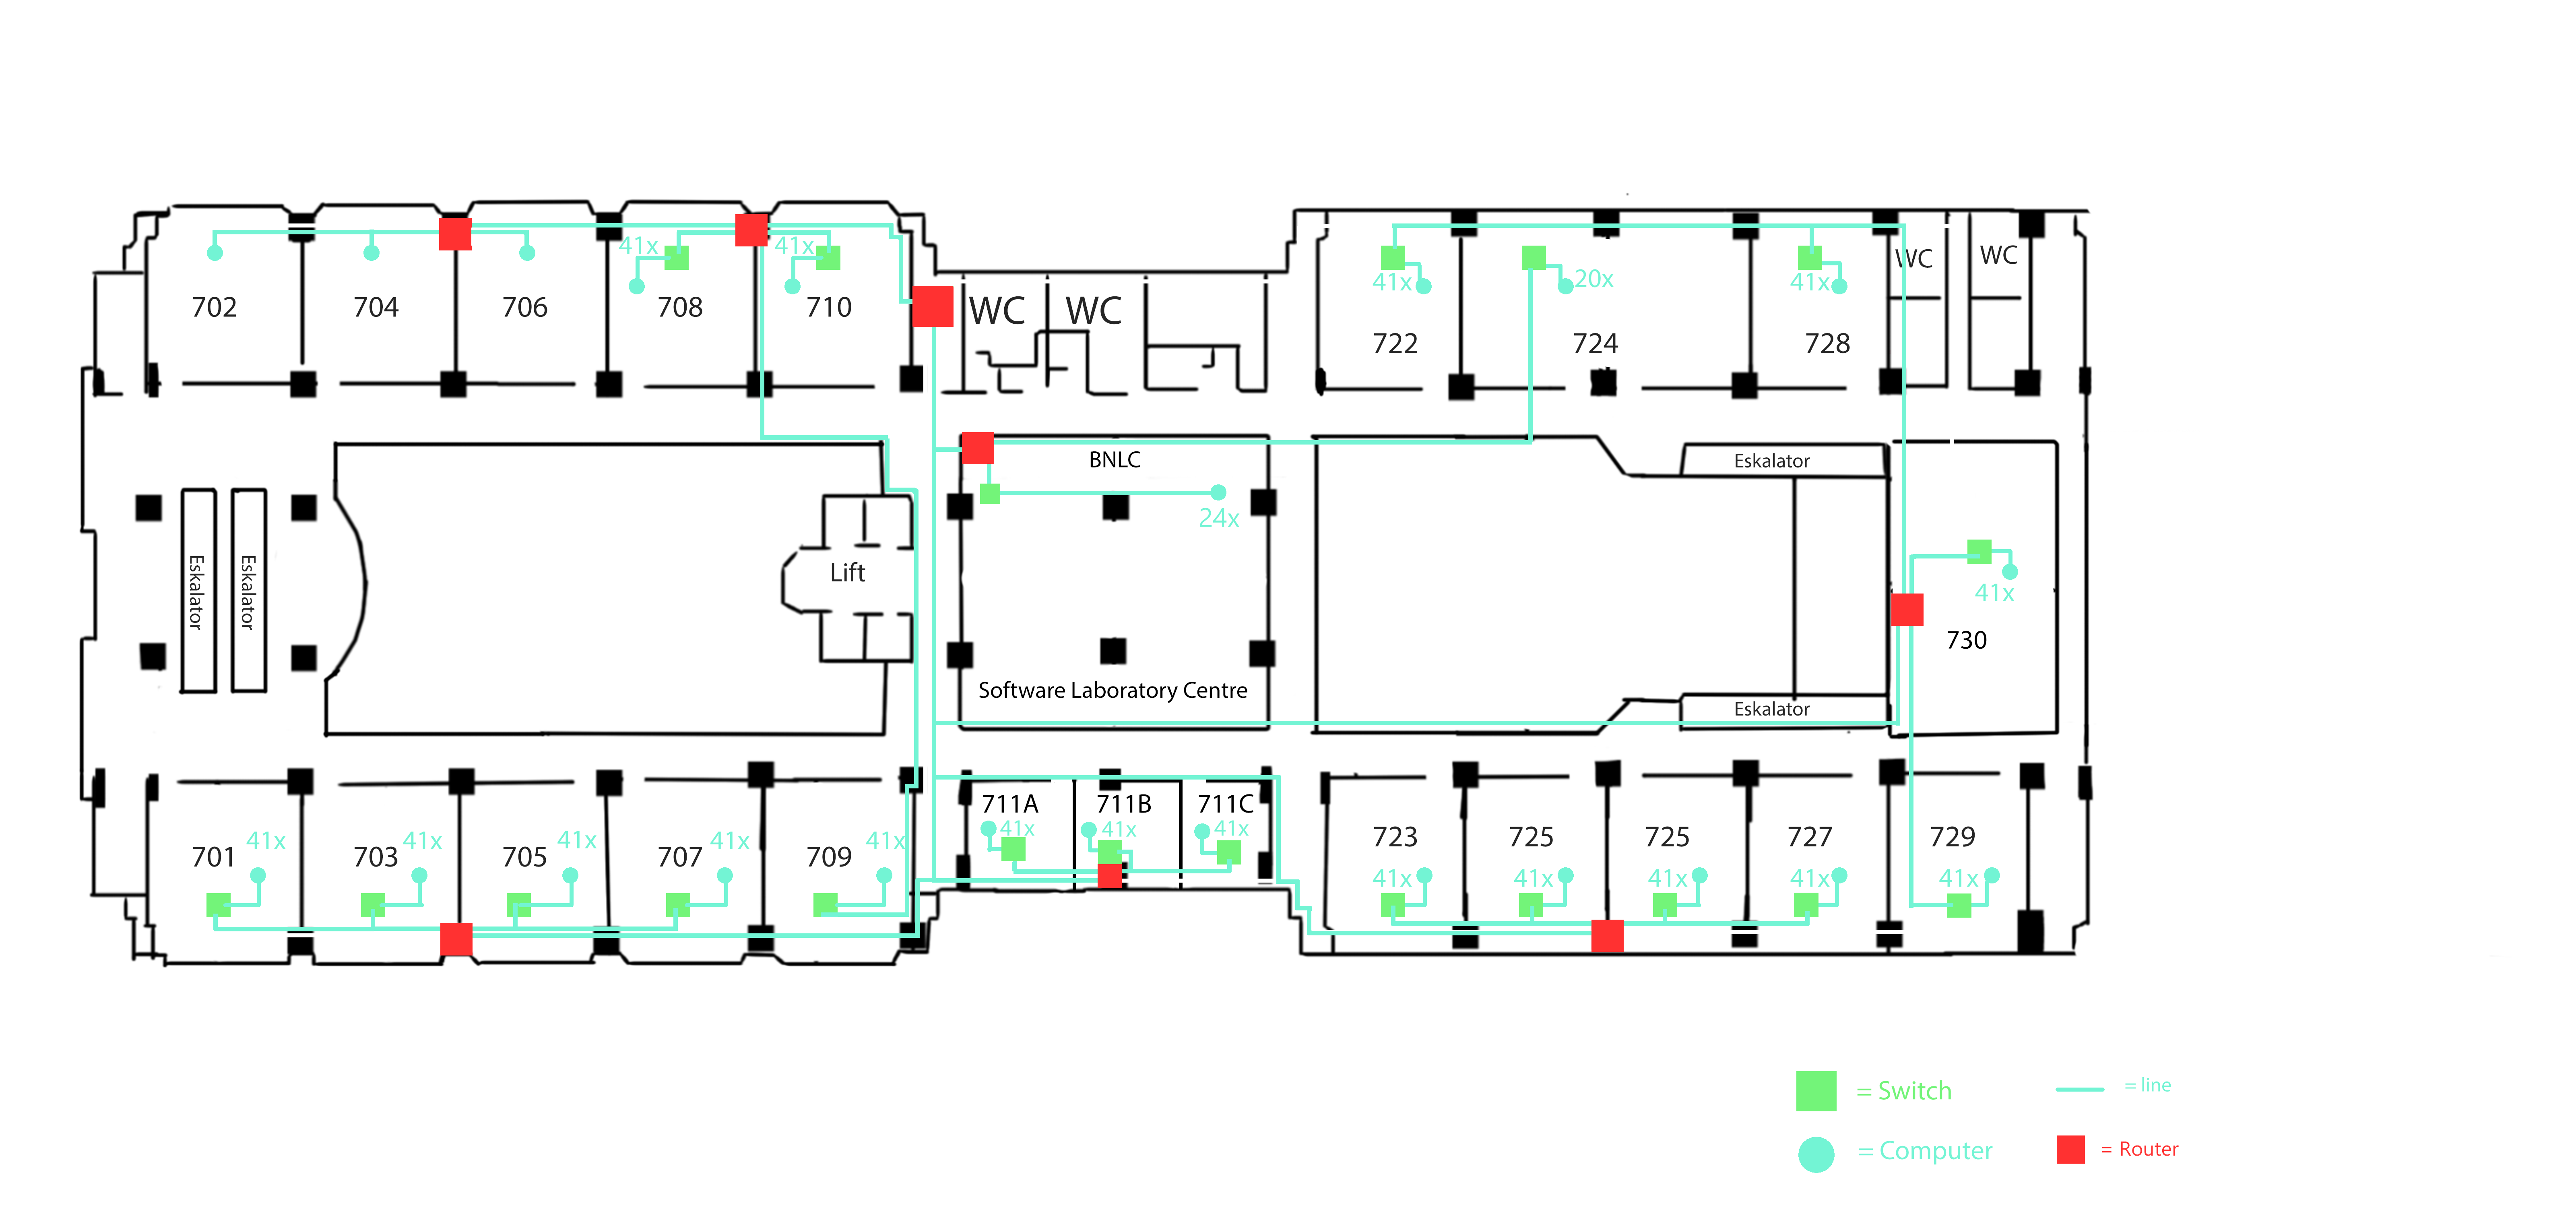 41x
41x
702
704
706
708
710
WC
WC
41x
20x
41x
WC
WC
722
724
728
BNLC
24x
Eskalator
Eskalator
Eskalator
Lift
41x
730
Software Laboratory Centre
Eskalator
711A
711B
711C
41x
41x
41x
701
41x
703
41x
705
41x
707
41x
709
41x
723
725
725
727
729
41x
41x
41x
41x
41x
= Switch
= line
= Computer
= Router